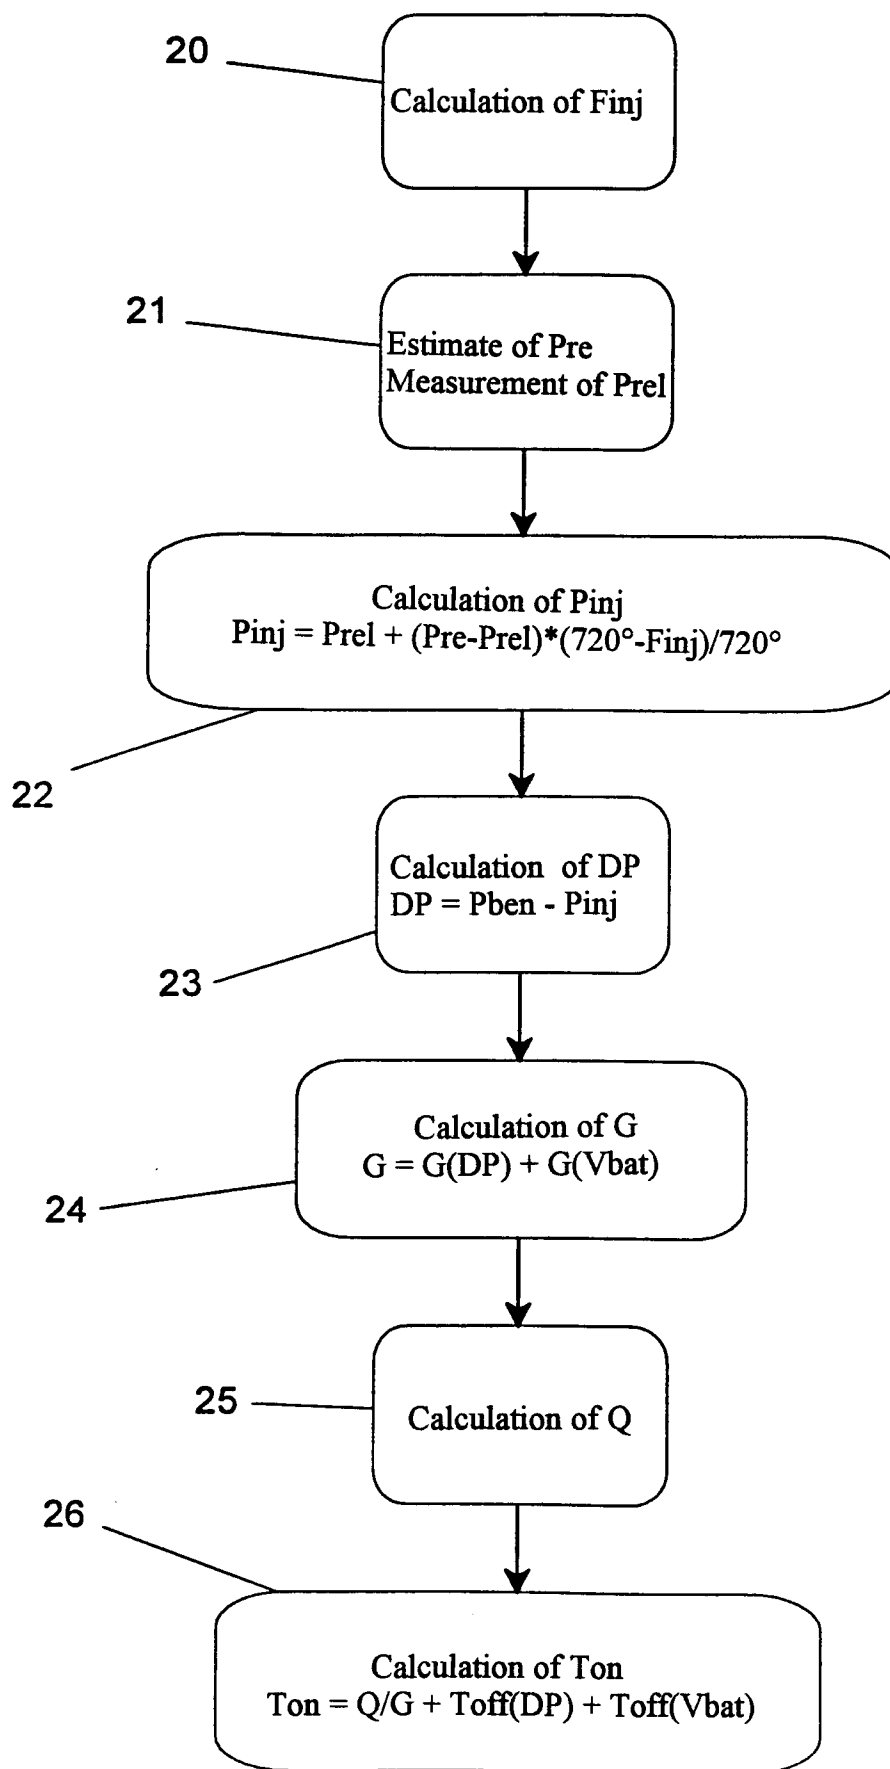 20
Calculation of Finj
21
Estimate of Pre
Measurement of Prel
Calculation of Pinj
Pinj = Prel + (Pre-Prel)*(720°-Finj)/720°
22
Calculation of DP
DP = Pben - Pinj
23
Calculation of G
G = G(DP) + G(Vbat)
24
25
Calculation of Q
26
Calculation of Ton
Ton = Q/G + Toff(DP) + Toff(Vbat)